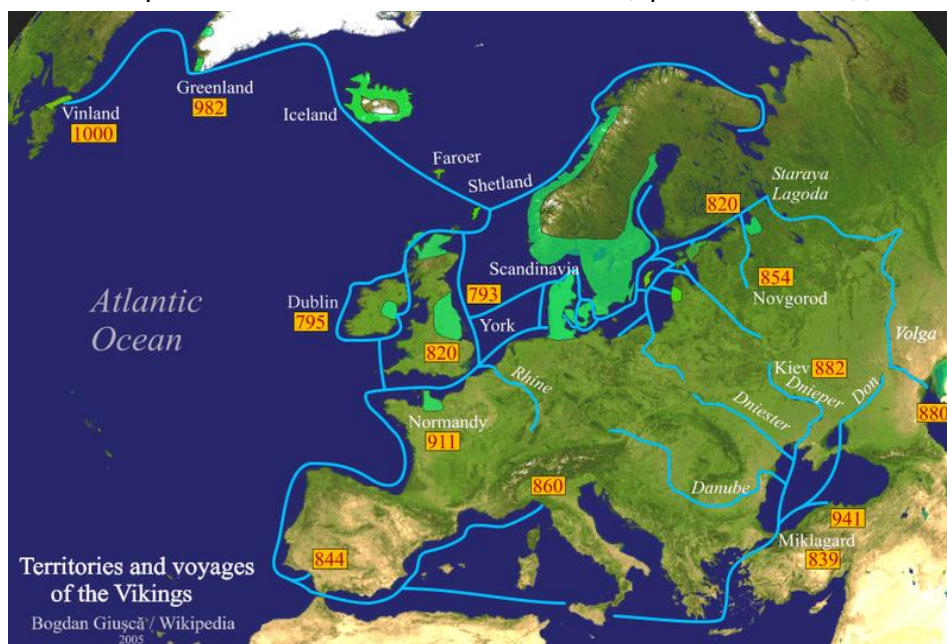 Vinland
1000
Greenland
982
Iceland
Faroer
Shetland
Staraya
Lagoda
820
Scandinavia
793
854
Novgorod
Dublin
795
York
820
Atlantic
Ocean
Volga
Kiev 882
Dnieper
Don
Rhine
Dniester
880
Normandy
911
Danube
860
941
Miklagard
839
844
Territories and voyages
of the Vikings
Bogdan Giușcă / Wikipedia
2005